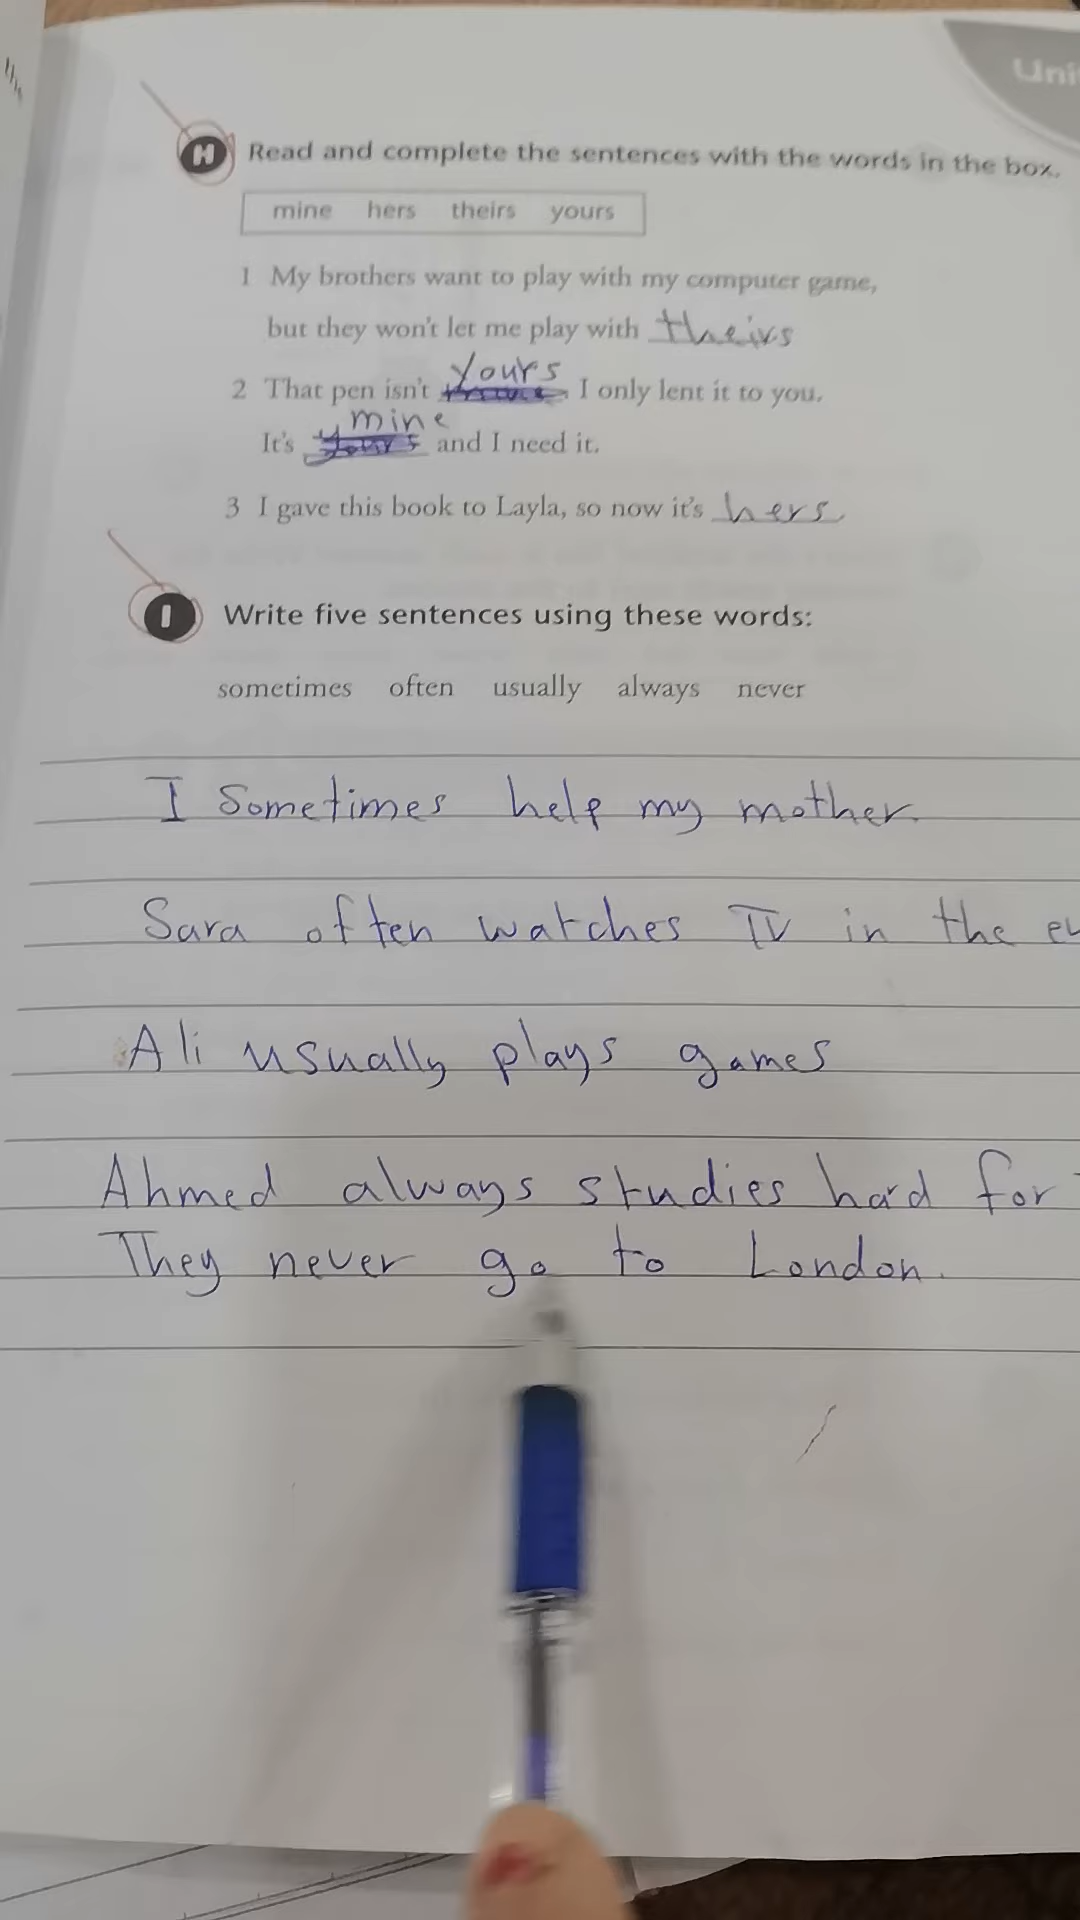 Uni
H Read and complete the sentences with the words in the box.
mine hers theirs yours
1 My brothers want to play with my computer game,
but they won't let me play with theirs
yours
2 That pen isn't I only lent it to you.
mine
It's yours and I need it.
3 I gave this book to Layla, so now it's hers
I Write five sentences using these words:
sometimes often usually always never
I Sometimes help my mother.
Sara often watches TV in the ev
Ali usually plays games
Ahmed always studies hard for
They never go to London.